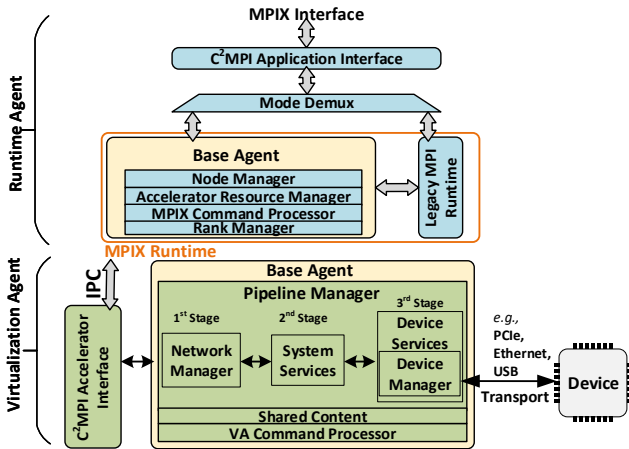 MPIX Interface
C²MPI Application Interface
Mode Demux
Runtime Agent
Base Agent
Node Manager
Accelerator Resource Manager
MPIX Command Processor
Rank Manager
Legacy MPI
Runtime
MPIX Runtime
IPC
Virtualization Agent
C²MPI Accelerator
Interface
Base Agent
Pipeline Manager
1st Stage
2nd Stage
3rd Stage
Network
Manager
System
Services
Device
Services
Device
Manager
Shared Content
VA Command Processor
e.g.,
PCIe,
Ethernet,
USB
Transport
Device